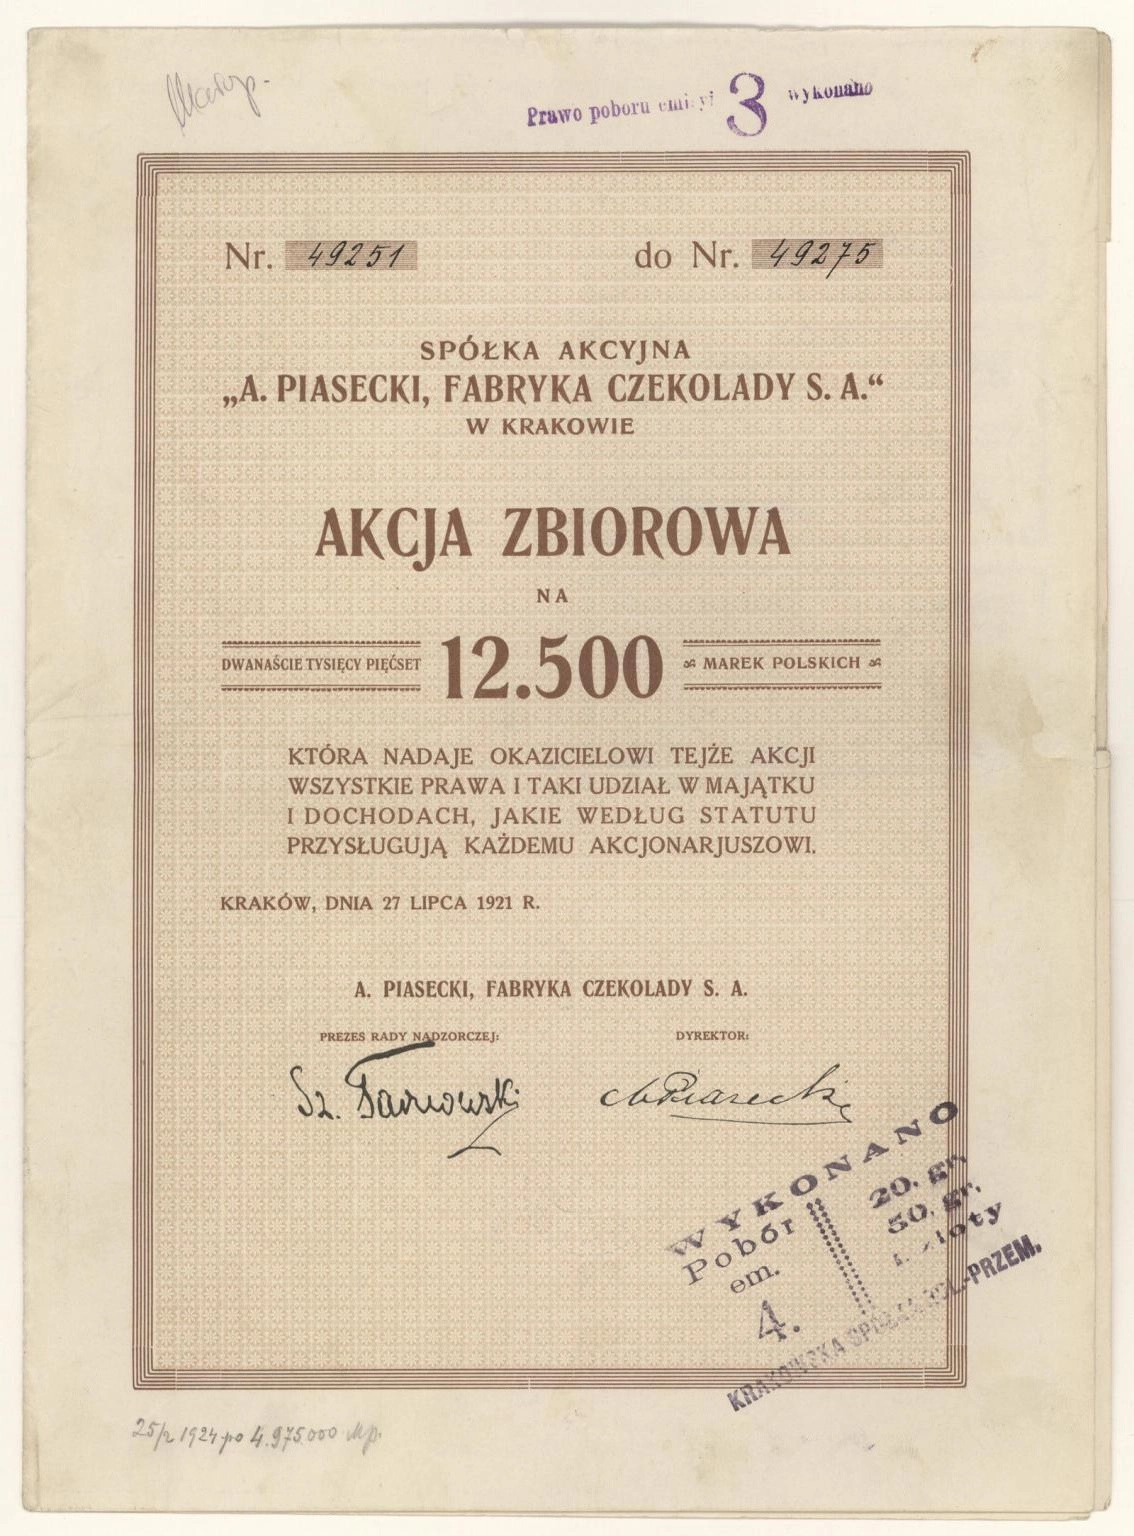 Prawo poboru emisyi 3 wykonano
Nr. 49251 do Nr. 49275
SPÓŁKA AKCYJNA
„A. PIASECKI, FABRYKA CZEKOLADY S. A.“
W KRAKOWIE
AKCJA ZBIOROWA
NA
DWANAŚCIE TYSIĘCY PIĘĆSET 12.500 MAREK POLSKICH
KTÓRA NADAJE OKAZICIELOWI TEJŻE AKCJI
WSZYSTKIE PRAWA I TAKI UDZIAŁ W MAJĄTKU
I DOCHODACH, JAKIE WEDŁUG STATUTU
PRZYSŁUGUJĄ KAŻDEMU AKCJONARJUSZOWI.
KRAKÓW, DNIA 27 LIPCA 1921 R.
A. PIASECKI, FABRYKA CZEKOLADY S. A.
PREZES RADY NADZORCZEJ: DYREKTOR:
A Piasecki
WYKONANO
Pobór
em.
4.
20. gr.
50. gr.
KRAKOWSKA SPÓŁKA -PRZEM.
25/2 1924 po 4.975.000 Mp.